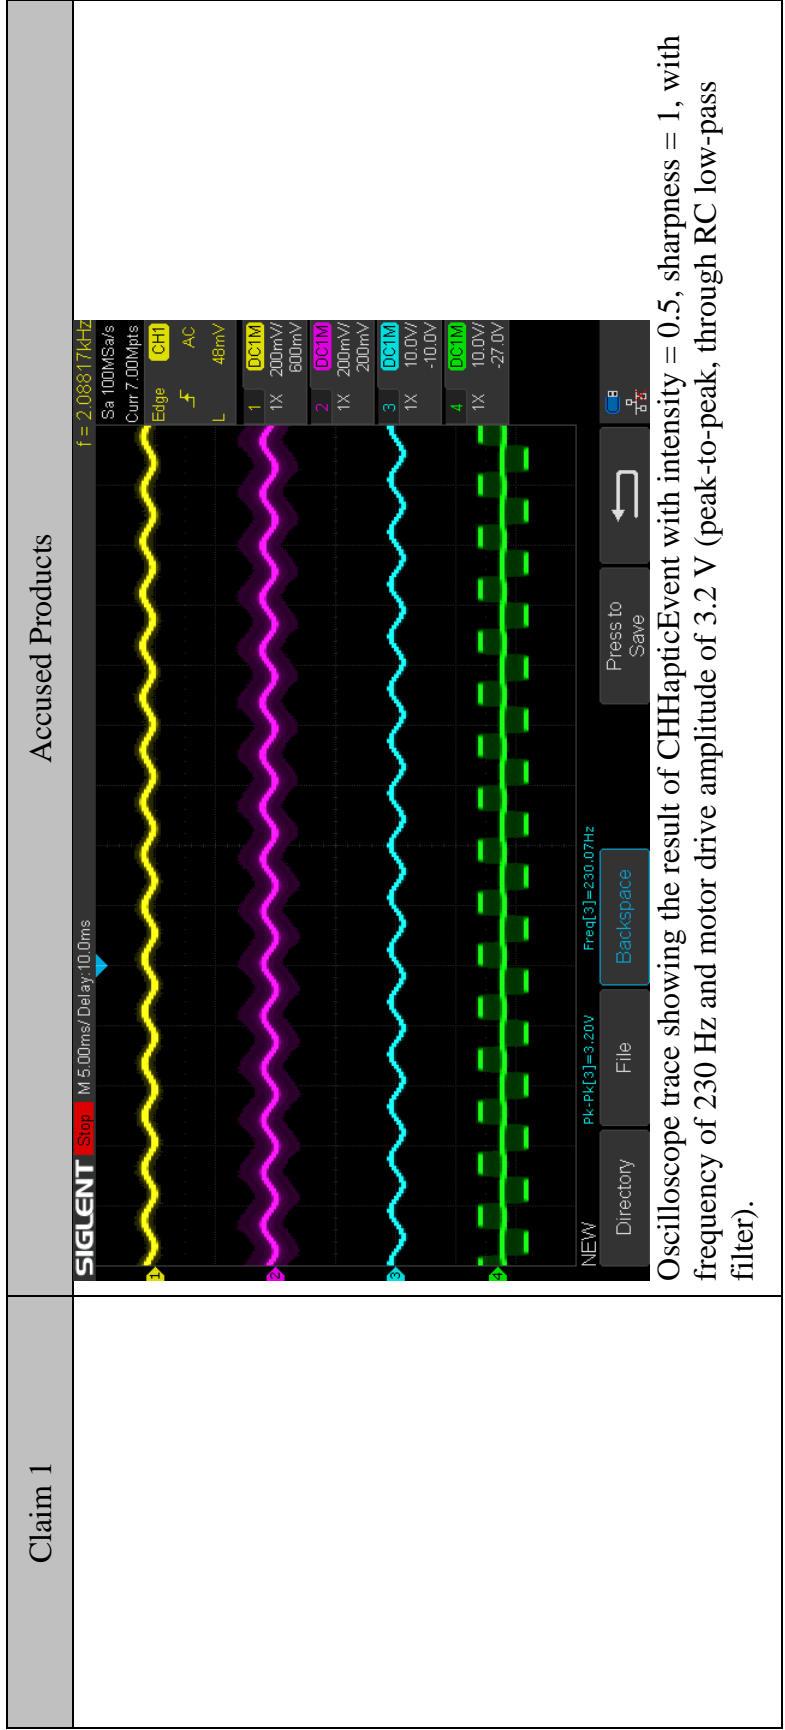 Claim 1
Accused Products
SIGLENT Stop M 5.00ms/ Delay:10.0ms f = 2.08817kHz
Sa 100MSa/s
Curr 7.00Mpts
Edge CH1
AC
L 48mV
1 DC1M
1X 200mV/
600mV
2 DC1M
1X 200mV/
200mV
3 DC1M
1X 10.0V/
-10.0V
4 DC1M
1X 10.0V/
-27.0V
1
2
3
4
NEW Pk-Pk[3]=3.20V Freq[3]=230.07Hz
Directory File Backspace Press to
Save
Oscilloscope trace showing the result of CHHapticEvent with intensity = 0.5, sharpness = 1, with
frequency of 230 Hz and motor drive amplitude of 3.2 V (peak-to-peak, through RC low-pass
filter).